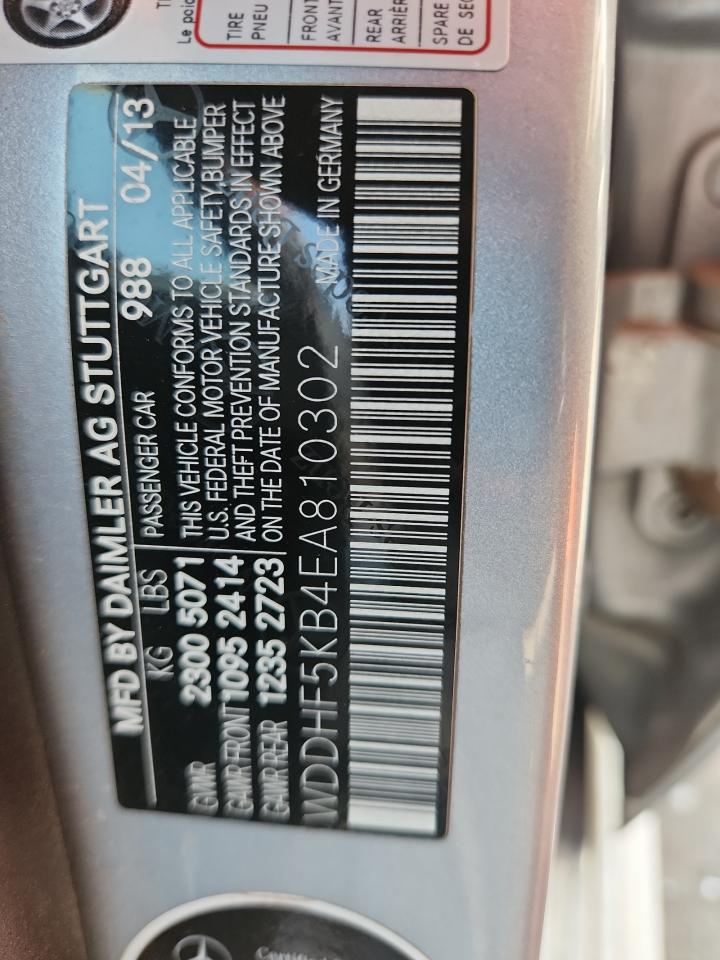 TIRE
PNEU
FRONT
AVANT
REAR
ARRIÈR
SPARE
DE SEC
MFD BY DAIMLER AG STUTTGART
KG LBS PASSENGER CAR 988 04/13
GVWR 2300 5071
GAWR FRONT 1095 2414
GAWR REAR 1235 2723
THIS VEHICLE CONFORMS TO ALL APPLICABLE
U.S. FEDERAL MOTOR VEHICLE SAFETY, BUMPER
AND THEFT PREVENTION STANDARDS IN EFFECT
ON THE DATE OF MANUFACTURE SHOWN ABOVE
WDDHF5KB4EA810302 MADE IN GERMANY
Certified